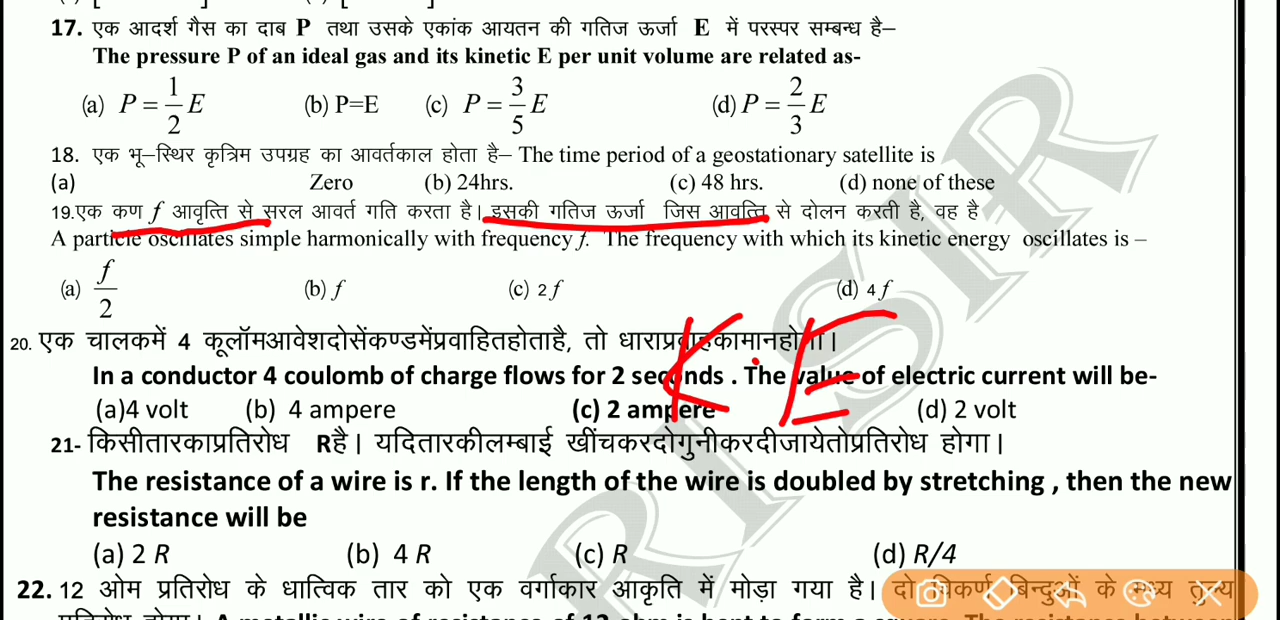 17. एक आदर्श गैस का दाब P तथा उसके एकांक आयतन की गतिज ऊर्जा E में परस्पर सम्बन्ध है–
The pressure P of an ideal gas and its kinetic E per unit volume are related as-
(a) P = 1/2 E (b) P=E (c) P = 3/5 E (d) P = 2/3 E
18. एक भू–स्थिर कृत्रिम उपग्रह का आवर्तकाल होता है– The time period of a geostationary satellite is
(a) Zero (b) 24hrs. (c) 48 hrs. (d) none of these
19.एक कण f आवृत्ति से सरल आवर्त गति करता है। इसकी गतिज ऊर्जा जिस आवृत्ति से दोलन करती है, वह है
A particle oscillates simple harmonically with frequency f. The frequency with which its kinetic energy oscillates is –
(a) f/2 (b) f (c) 2f (d) 4f
K.E
20. एक चालकमें 4 कूलॉमआवेशदोसेंकण्डमेंप्रवाहितहोताहै, तो धाराप्रवाहकामानहोगा।
In a conductor 4 coulomb of charge flows for 2 seconds . The value of electric current will be-
(a)4 volt (b) 4 ampere (c) 2 ampere (d) 2 volt
21- किसीतारकाप्रतिरोध Rहै। यदितारकीलम्बाई खींचकरदोगुनीकरदीजायेतोप्रतिरोध होगा।
The resistance of a wire is r. If the length of the wire is doubled by stretching , then the new
resistance will be
(a) 2 R (b) 4 R (c) R (d) R/4
22. 12 ओम प्रतिरोध के धात्विक तार को एक वर्गाकार आकृति में मोड़ा गया है। दो विकर्ण बिन्दुओं के मध्य तुल्य